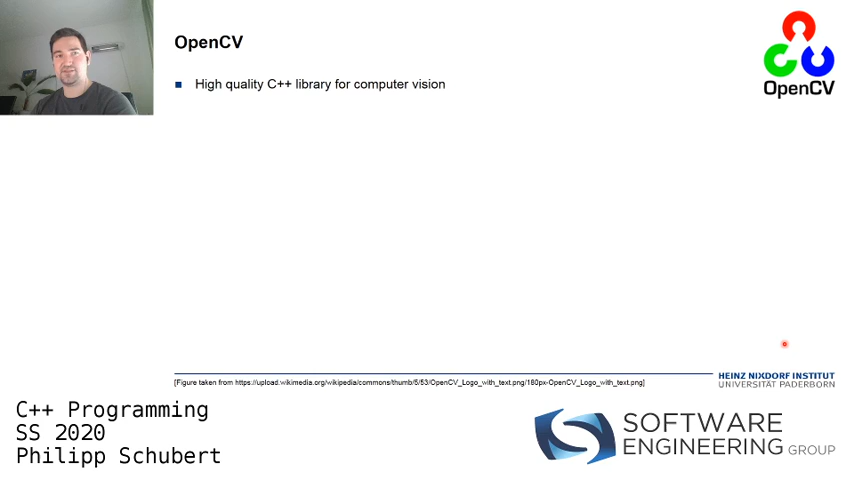 OpenCV
High quality C++ library for computer vision
OpenCV
[Figure taken from https://upload.wikimedia.org/wikipedia/commons/thumb/5/53/OpenCV_Logo_with_text.png/180px-OpenCV_Logo_with_text.png]
HEINZ NIXDORF INSTITUT
UNIVERSITÄT PADERBORN
C++ Programming
SS 2020
Philipp Schubert
SOFTWARE
ENGINEERING GROUP